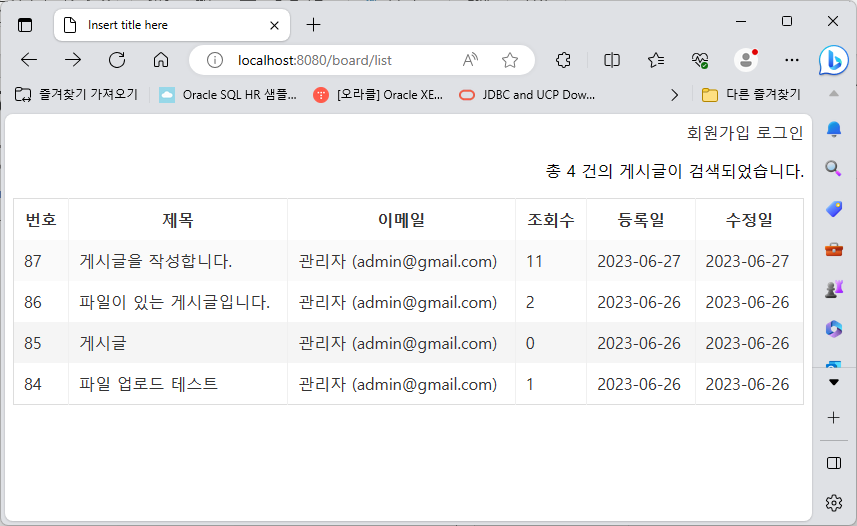 Insert title here
localhost:8080/board/list
즐겨찾기 가져오기 Oracle SQL HR 샘플... [오라클] Oracle XE... JDBC and UCP Dow... 다른 즐겨찾기
회원가입 로그인
총 4 건의 게시글이 검색되었습니다.
번호 제목 이메일 조회수 등록일 수정일
87 게시글을 작성합니다. 관리자 (admin@gmail.com) 11 2023-06-27 2023-06-27
86 파일이 있는 게시글입니다. 관리자 (admin@gmail.com) 2 2023-06-26 2023-06-26
85 게시글 관리자 (admin@gmail.com) 0 2023-06-26 2023-06-26
84 파일 업로드 테스트 관리자 (admin@gmail.com) 1 2023-06-26 2023-06-26